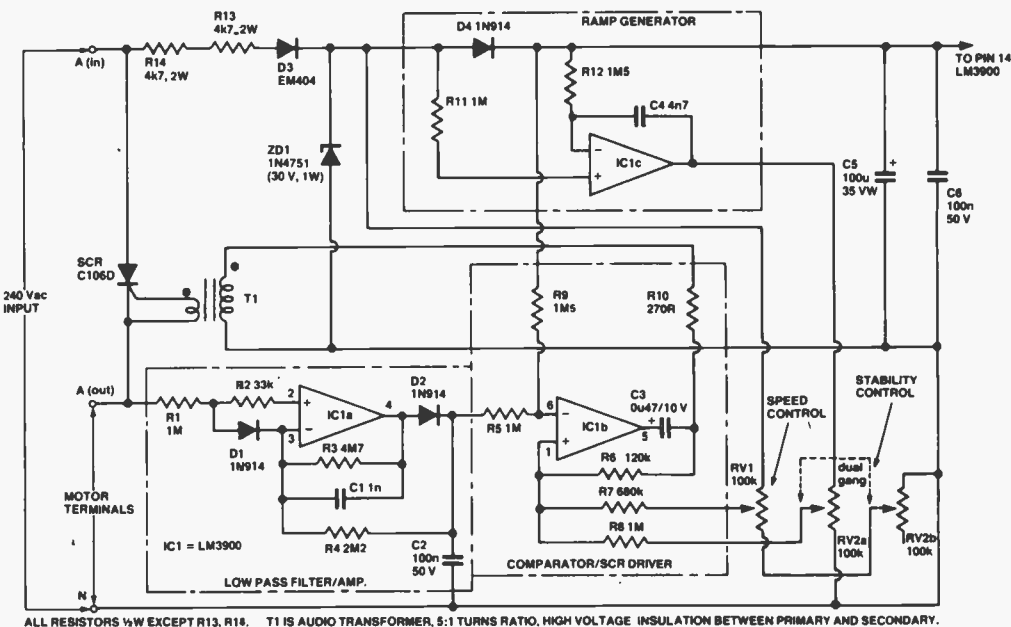 RAMP GENERATOR
R13
4k7, 2W
D4 1N914
A (in)
R14
4k7, 2W
D3
EM404
R12 1M5
TO PIN 14
LM3900
C4 4n7
R11 1M
ZD1
1N4751
(30 V, 1W)
−
+
IC1c
C5
100u
35 VW
+
C6
100n
50 V
SCR
C106D
240 Vac
INPUT
T1
R9
1M5
R10
270R
A (out)
R2 33k
D2
1N914
STABILITY
CONTROL
SPEED
CONTROL
R1
1M
2
+
IC1a
4
−
3
R5 1M
6
−
IC1b
C3
0u47/10 V
+
5
+
1
D1
1N914
R3 4M7
R6 120k
RV1
100k
dual
gang
C1 1n
R7 680k
MOTOR
TERMINALS
R4 2M2
R8 1M
IC1 = LM3900
C2
100n
50 V
RV2a
100k
RV2b
100k
COMPARATOR/SCR DRIVER
LOW PASS FILTER/AMP.
N
ALL RESISTORS ½W EXCEPT R13, R14. T1 IS AUDIO TRANSFORMER, 5:1 TURNS RATIO, HIGH VOLTAGE INSULATION BETWEEN PRIMARY AND SECONDARY.